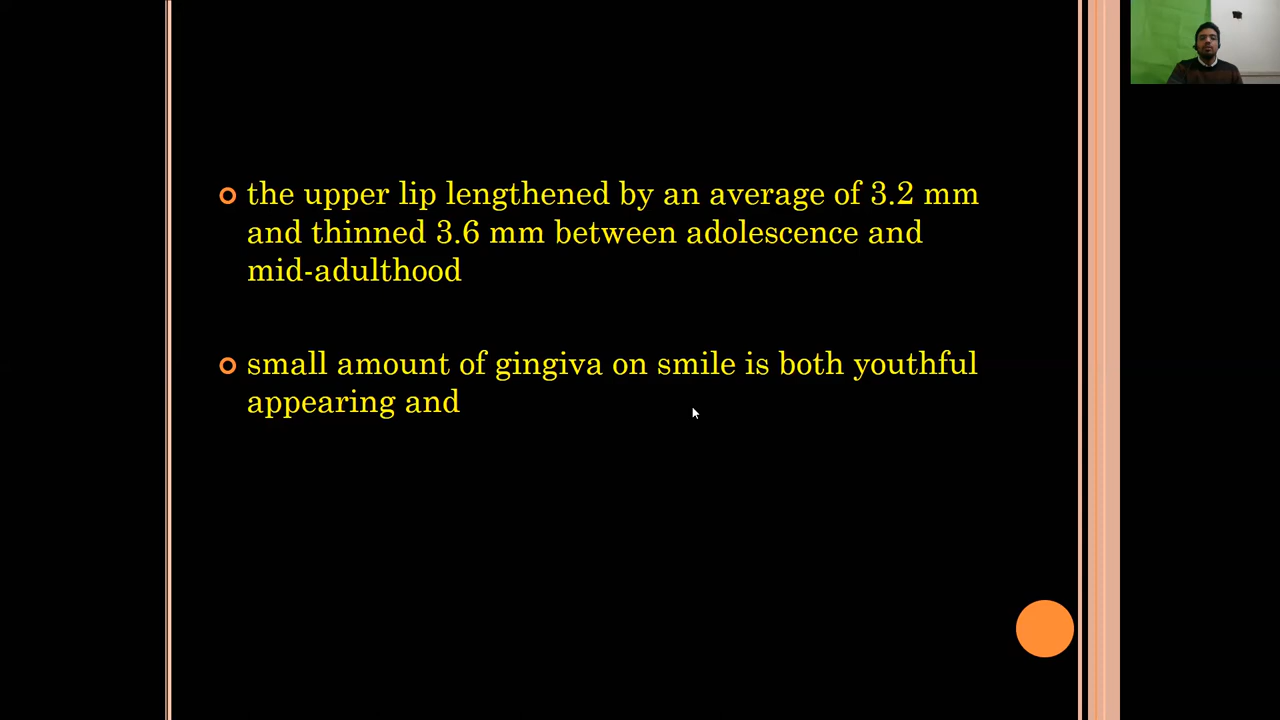 the upper lip lengthened by an average of 3.2 mm
and thinned 3.6 mm between adolescence and
mid-adulthood
small amount of gingiva on smile is both youthful
appearing and